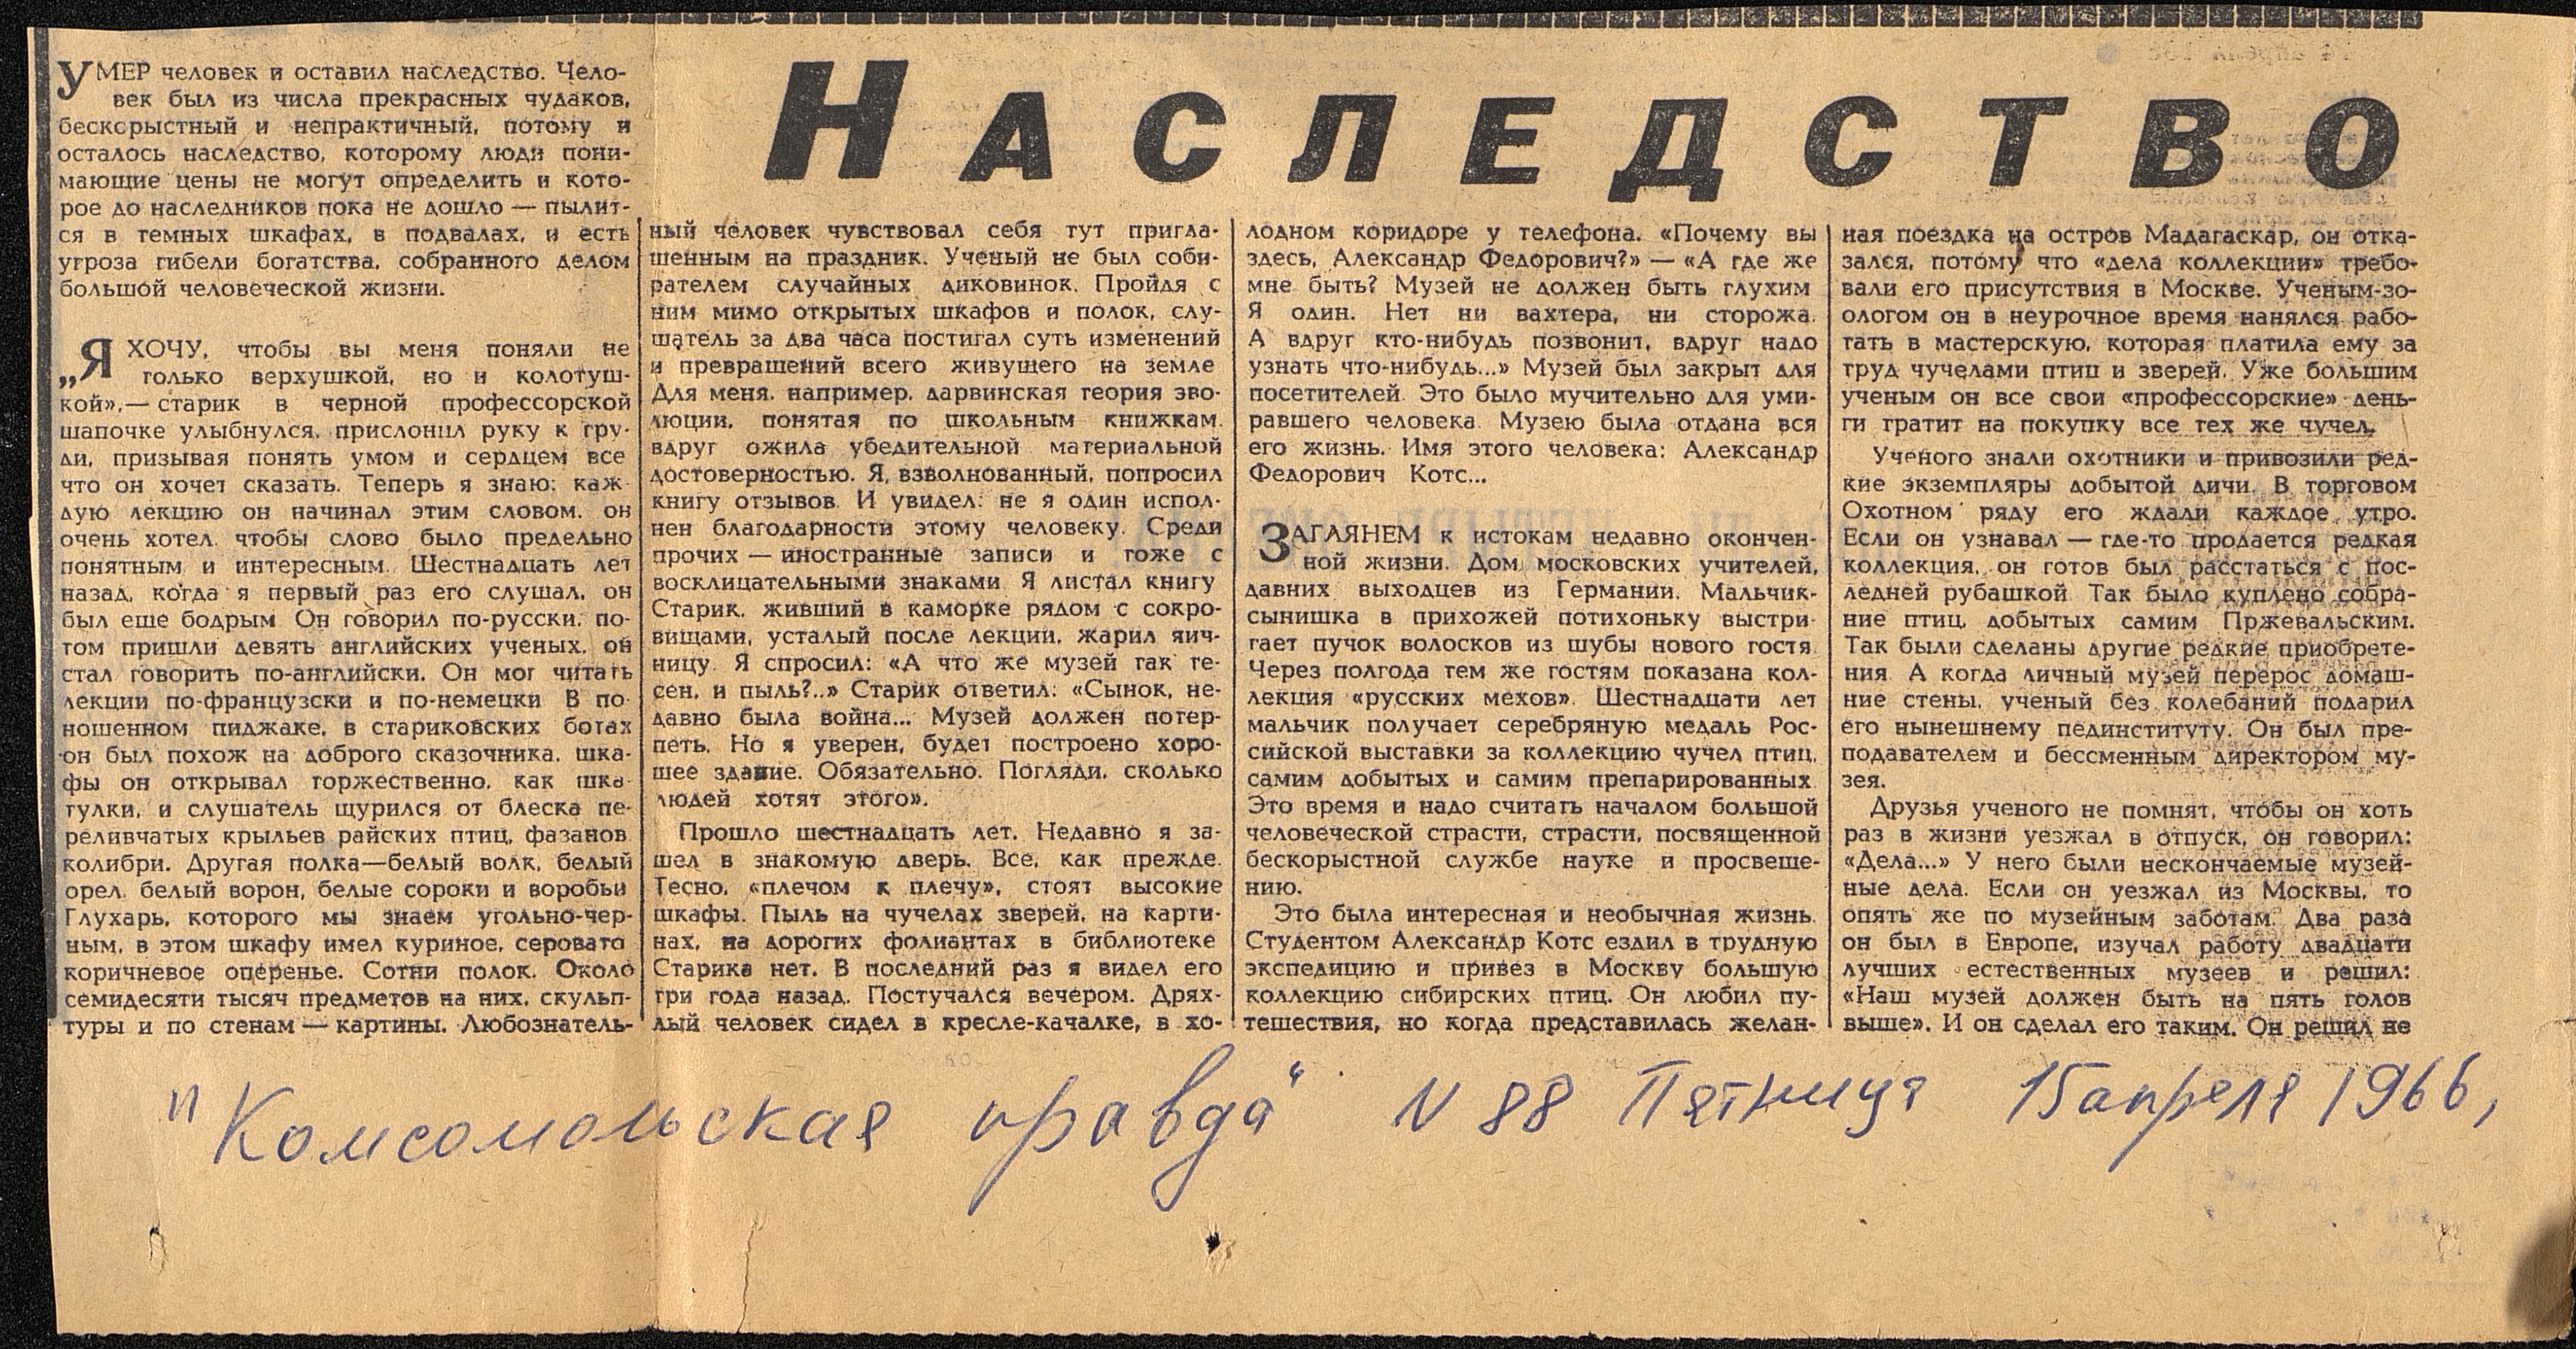 НАСЛЕДСТВО
УМЕР человек и оставил наследство. Чело-
век был из числа прекрасных чудаков,
бескорыстный и непрактичный, потому и
осталось наследство, которому люди пони-
мающие цены не могут определить и кото-
рое до наследников пока не дошло — пылит-
ся в темных шкафах, в подвалах, и есть
угроза гибели богатства, собранного делом
большой человеческой жизни.
„Я ХОЧУ, чтобы вы меня поняли не
только верхушкой, но и колотуш-
кой»,— старик в черной профессорской
шапочке улыбнулся, прислонил руку к гру-
ди, призывая понять умом и сердцем все
что он хочет сказать. Теперь я знаю: каж-
дую лекцию он начинал этим словом, он
очень хотел, чтобы слово было предельно
понятным и интересным. Шестнадцать лет
назад, когда я первый раз его слушал, он
был еще бодрым Он говорил по-русски, по-
том пришли девять английских ученых, он
стал говорить по-английски. Он мог читать
лекции по-французски и по-немецки В по-
ношенном пиджаке, в стариковских ботах
он был похож на доброго сказочника, шка-
фы он открывал торжественно, как шка-
тулки, и слушатель щурился от блеска пе-
реливчатых крыльев райских птиц, фазанов
колибри. Другая полка—белый волк, белый
орел, белый ворон, белые сороки и воробьи
Глухарь, которого мы знаем угольно-чер-
ным, в этом шкафу имел куриное, серовато
коричневое оперенье. Сотни полок. Около
семидесяти тысяч предметов на них, скульп-
туры и по стенам — картины. Любознатель-
ный человек чувствовал себя тут пригла-
шенным на праздник. Ученый не был соби-
рателем случайных диковинок. Пройдя с
ним мимо открытых шкафов и полок, слу-
шатель за два часа постигал суть изменений
и превращений всего живущего на земле
Для меня, например, дарвинская теория эво-
люции, понятая по школьным книжкам,
вдруг ожила убедительной материальной
достоверностью. Я, взволнованный, попросил
книгу отзывов. И увидел: не я один испол-
нен благодарности этому человеку. Среди
прочих — иностранные записи и тоже с
восклицательными знаками Я листал книгу
Старик, живший в каморке рядом с сокро-
вищами, усталый после лекции, жарил яич-
ницу. Я спросил: «А что же музей так те-
сен, и пыль?..» Старик ответил: «Сынок, не-
давно была война... Музей должен потер-
петь. Но я уверен, будет построено хоро-
шее здание. Обязательно. Погляди, сколько
людей хотят этого».
Прошло шестнадцать лет. Недавно я за-
шел в знакомую дверь. Все, как прежде.
Тесно, «плечом к плечу», стоят высокие
шкафы. Пыль на чучелах зверей, на карти-
нах, на дорогих фолиантах в библиотеке
Старика нет. В последний раз я видел его
три года назад. Постучался вечером. Дрях-
лый человек сидел в кресле-качалке, в хо-
лодном коридоре у телефона. «Почему вы
здесь, Александр Федорович?» — «А где же
мне быть? Музей не должен быть глухим
Я один. Нет ни вахтера, ни сторожа.
А вдруг кто-нибудь позвонит, вдруг надо
узнать что-нибудь...» Музей был закрыт для
посетителей. Это было мучительно для уми-
равшего человека. Музею была отдана вся
его жизнь. Имя этого человека: Александр
Федорович Котс...
ЗАГЛЯНЕМ к истокам недавно окончен-
ной жизни. Дом московских учителей,
давних выходцев из Германии. Мальчик-
сынишка в прихожей потихоньку выстри-
гает пучок волосков из шубы нового гостя.
Через полгода тем же гостям показана кол-
лекция «русских мехов». Шестнадцати лет
мальчик получает серебряную медаль Рос-
сийской выставки за коллекцию чучел птиц,
самим добытых и самим препарированных.
Это время и надо считать началом большой
человеческой страсти, страсти, посвященной
бескорыстной службе науке и просвеще-
нию.
Это была интересная и необычная жизнь.
Студентом Александр Котс ездил в трудную
экспедицию и привез в Москву большую
коллекцию сибирских птиц. Он любил пу-
тешествия, но когда представилась желан-
ная поездка на остров Мадагаскар, он отка-
зался, потому что «дела коллекции» требо-
вали его присутствия в Москве. Ученым-зо-
ологом он в неурочное время нанялся рабо-
тать в мастерскую, которая платила ему за
труд чучелами птиц и зверей. Уже большим
ученым он все свои «профессорские» день-
ги тратит на покупку все тех же чучел.
Ученого знали охотники и привозили ред-
кие экземпляры добытой дичи. В торговом
Охотном ряду его ждали каждое утро.
Если он узнавал — где-то продается редкая
коллекция, он готов был расстаться с пос-
ледней рубашкой Так было куплено собра-
ние птиц, добытых самим Пржевальским.
Так были сделаны другие редкие приобрете-
ния А когда личный музей перерос домаш-
ние стены, ученый без колебаний подарил
его нынешнему пединституту. Он был пре-
подавателем и бессменным директором му-
зея.
Друзья ученого не помнят, чтобы он хоть
раз в жизни уезжал в отпуск, он говорил:
«Дела...» У него были нескончаемые музей-
ные дела. Если он уезжал из Москвы, то
опять же по музейным заботам. Два раза
он был в Европе, изучал работу двадцати
лучших естественных музеев и решил:
«Наш музей должен быть на пять голов
выше». И он сделал его таким. Он решил не
"Комсомольская правда" N 88 Пятница 15 апреля 1966,